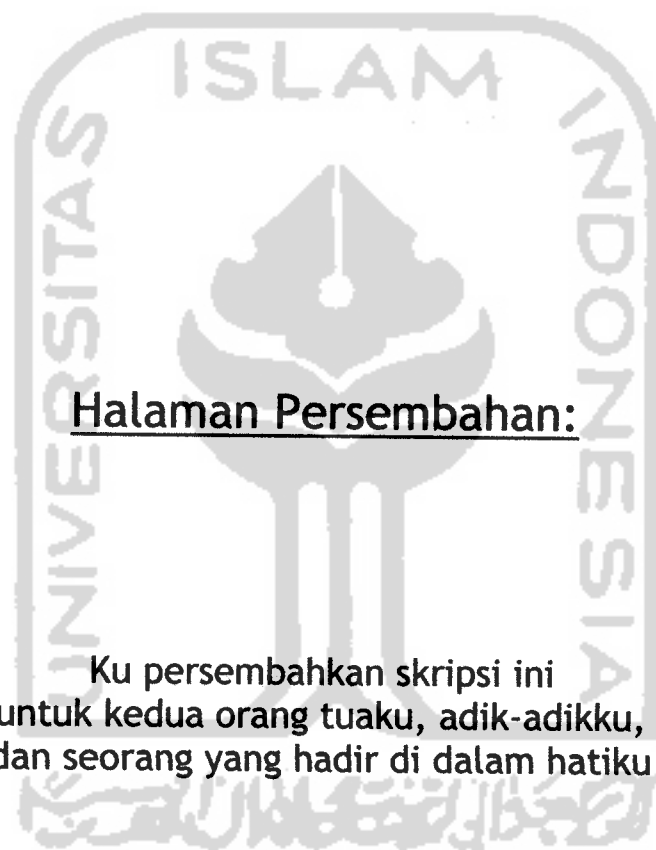 UNIVERSITAS ISLAM INDONESIA
Halaman Persembahan:
Ku persembahkan skripsi ini
untuk kedua orang tuaku, adik-adikku,
dan seorang yang hadir di dalam hatiku